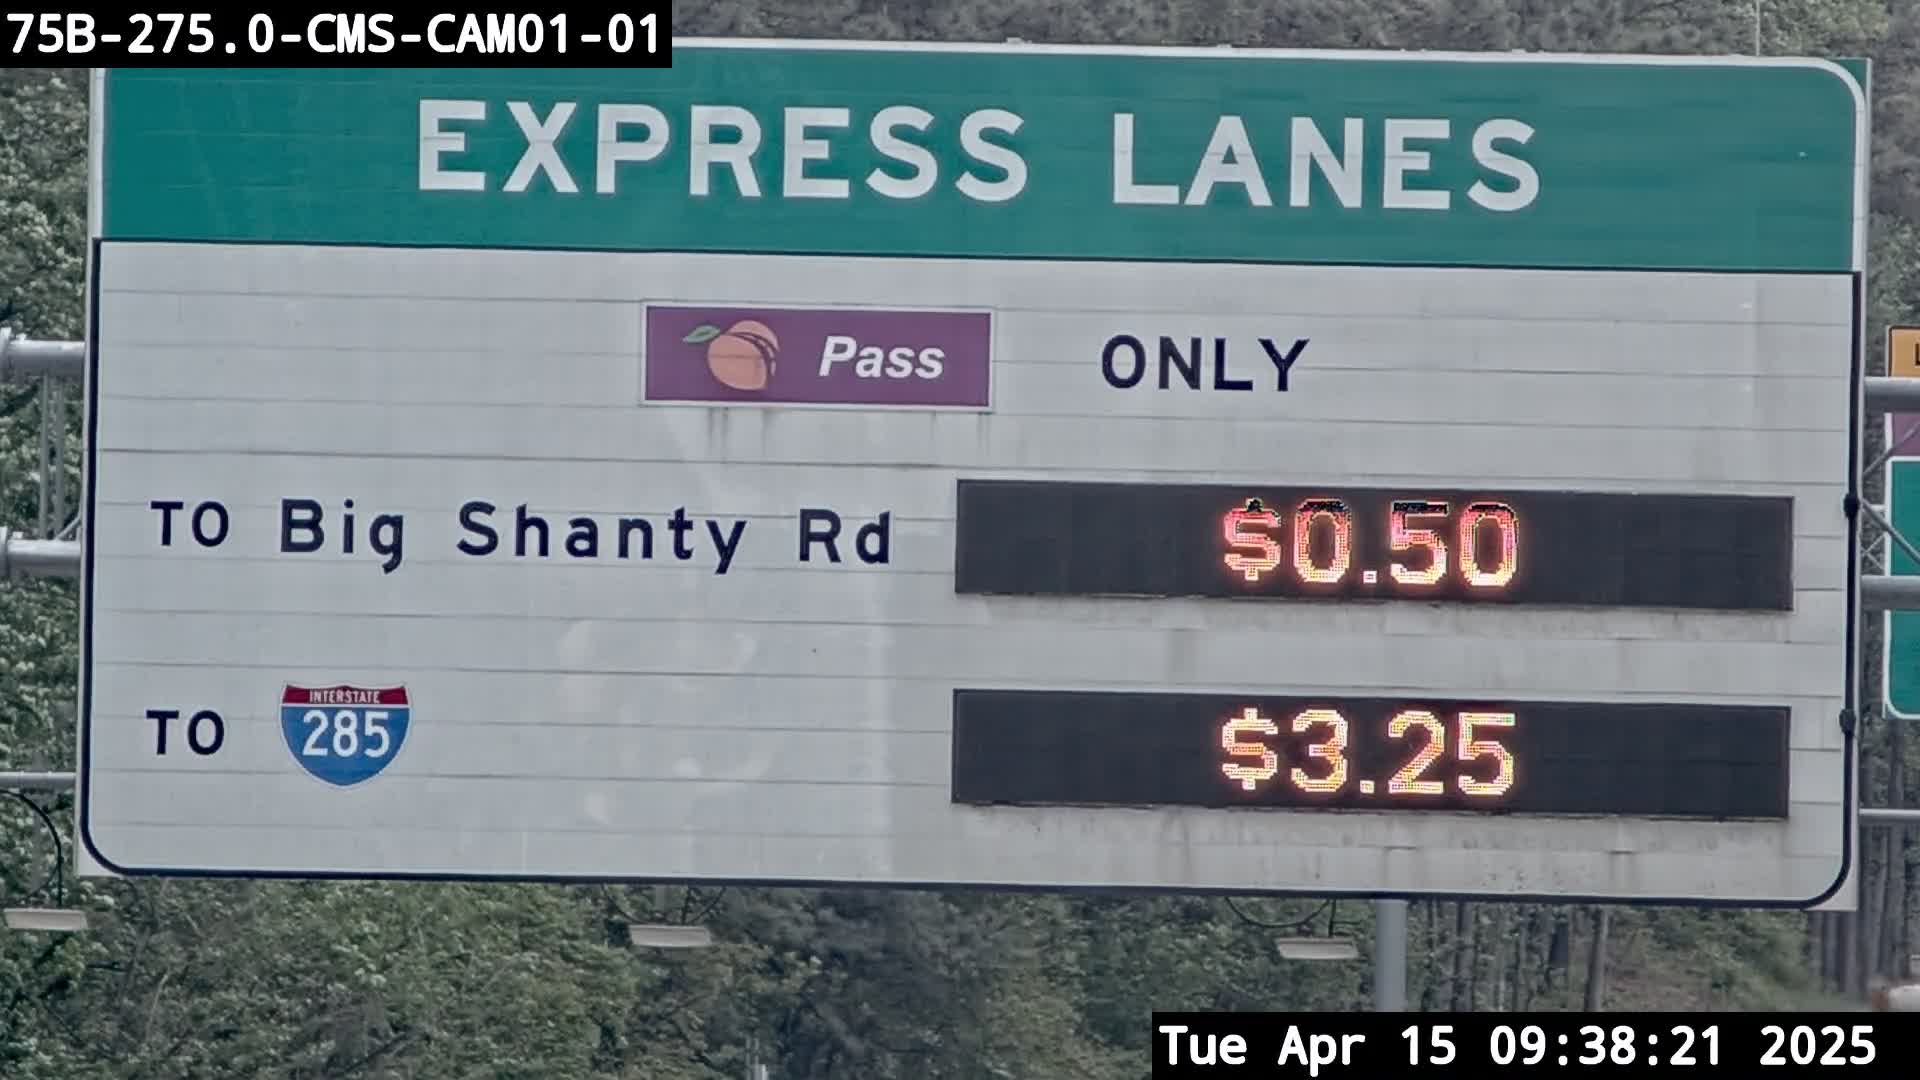 75B-275.0-CMS-CAM01-01
EXPRESS LANES
Pass ONLY
TO Big Shanty Rd $0.50
INTERSTATE
TO 285 $3.25
Tue Apr 15 09:38:21 2025